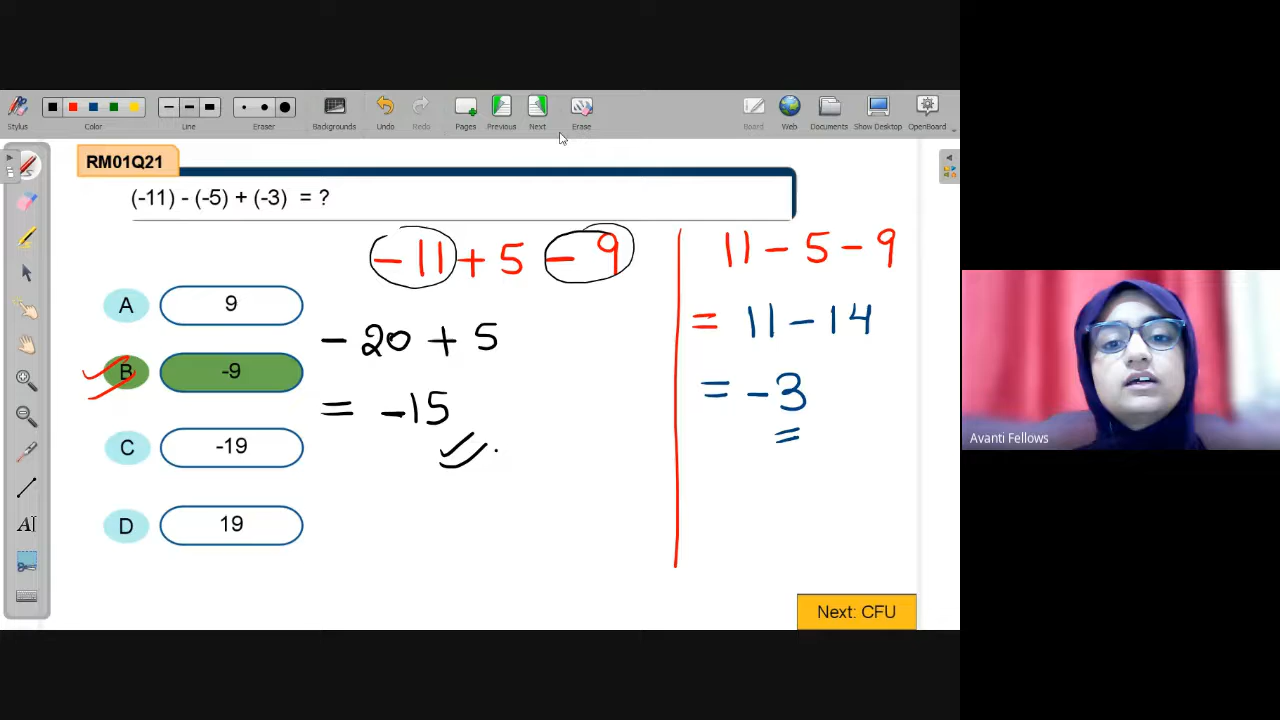 Stylus Color Line Eraser Backgrounds Undo Redo Pages Previous Next Erase Board Web Documents Show Desktop OpenBoard
RM01Q21
(-11) - (-5) + (-3) = ?
-11 + 5 - 9
11 - 5 - 9
A 9
= 11 - 14
-20 + 5
B -9
= -3
= -15
C -19
D 19
AI
Next: CFU
Avanti Fellows